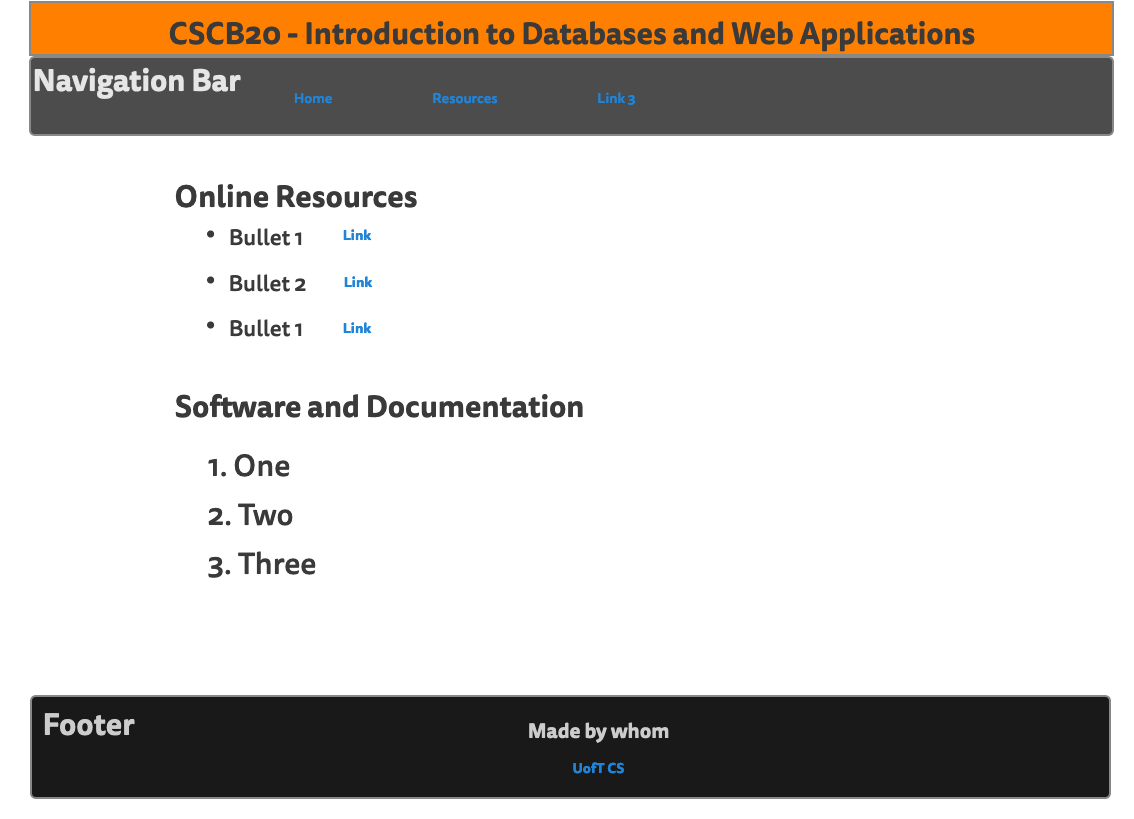 CSCB20 - Introduction to Databases and Web Applications
Navigation Bar
Home Resources Link 3
Online Resources
• Bullet 1 Link
• Bullet 2 Link
• Bullet 1 Link
Software and Documentation
1. One
2. Two
3. Three
Footer
Made by whom
UofT CS